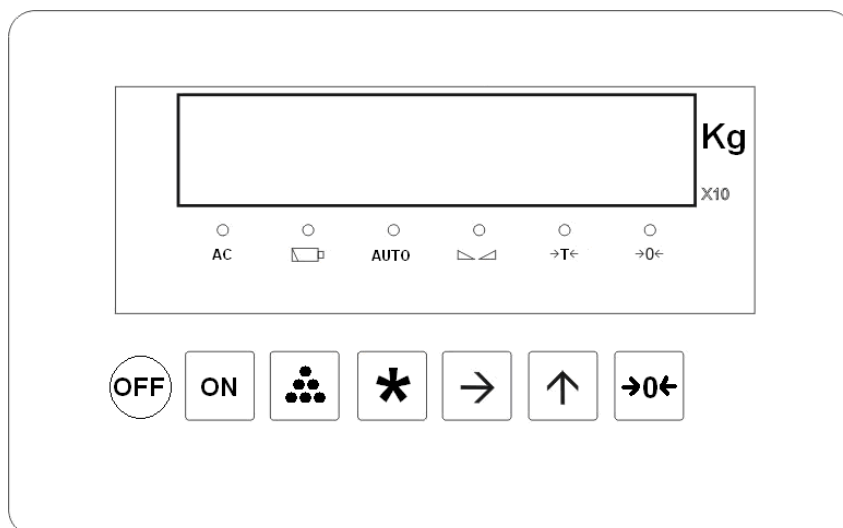 Kg
X10
AC AUTO →T← →0←
OFF ON * → ↑ →0←